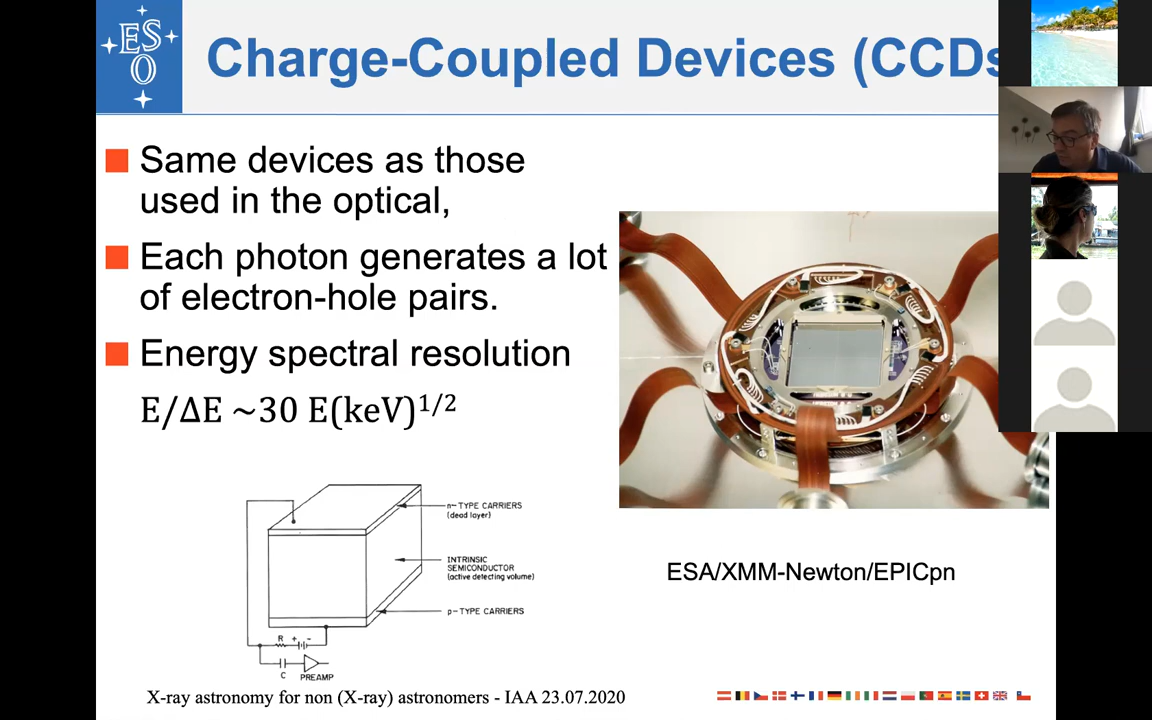 ESO
Charge-Coupled Devices (CCDs
Same devices as those
used in the optical,
Each photon generates a lot
of electron-hole pairs.
Energy spectral resolution
E/ΔE ~30 E(keV)^1/2
n-TYPE CARRIERS
(dead layer)
INTRINSIC
SEMICONDUCTOR
(active detecting volume)
p-TYPE CARRIERS
R + -
C PREAMP
ESA/XMM-Newton/EPICpn
X-ray astronomy for non (X-ray) astronomers - IAA 23.07.2020